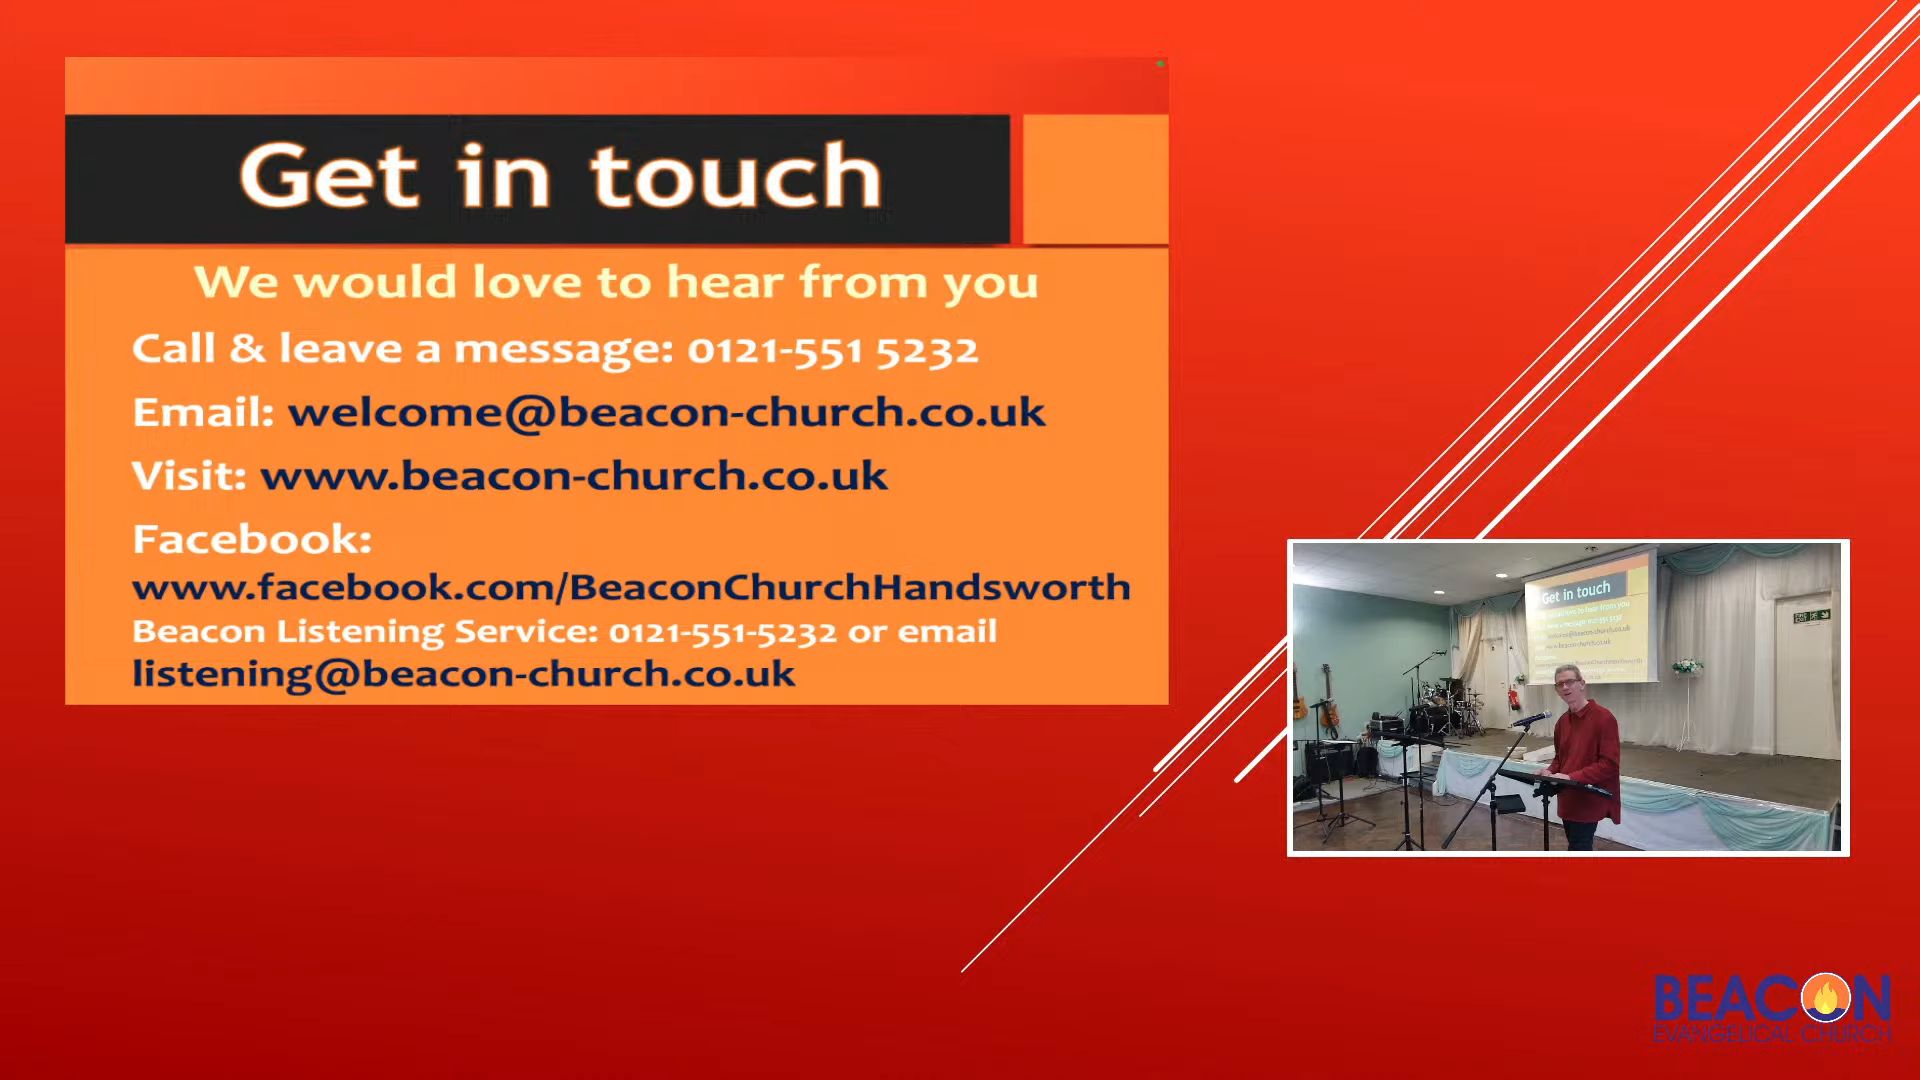 Get in touch
We would love to hear from you
Call & leave a message: 0121-551 5232
Email: welcome@beacon-church.co.uk
Visit: www.beacon-church.co.uk
Facebook:
www.facebook.com/BeaconChurchHandsworth
Beacon Listening Service: 0121-551-5232 or email
listening@beacon-church.co.uk
Get in touch
BEACON
EVANGELICAL CHURCH